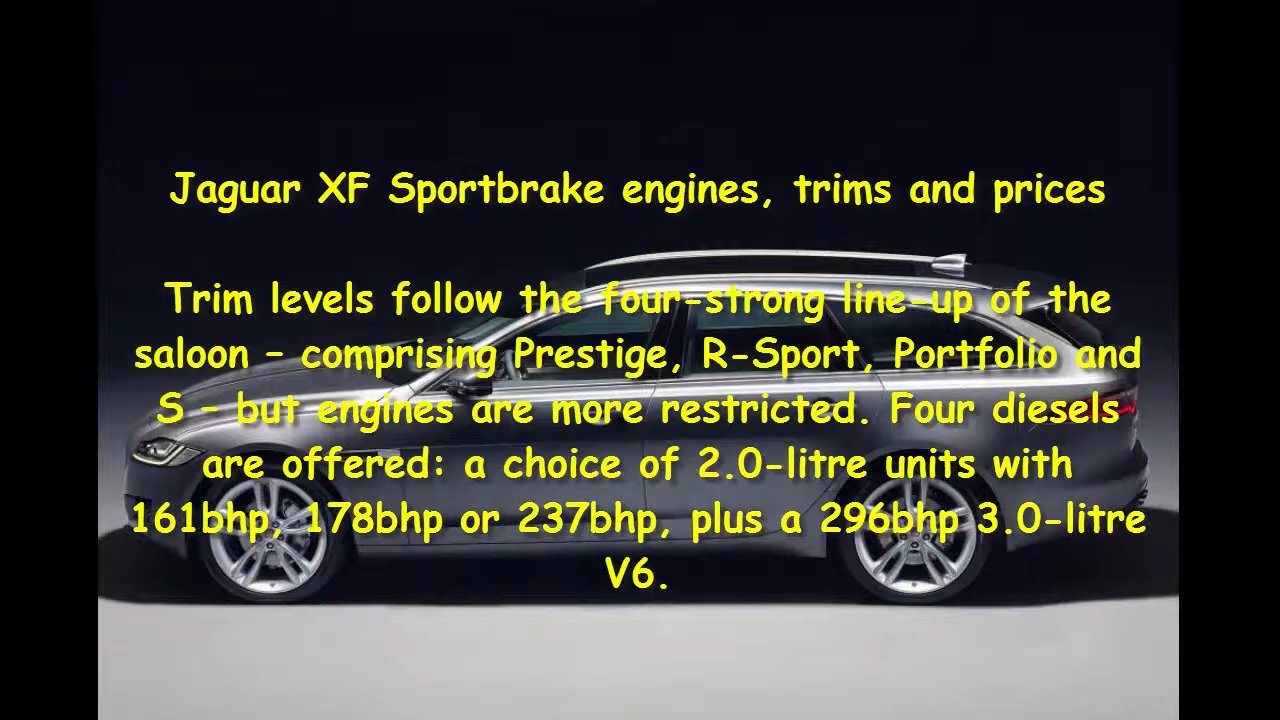 Jaguar XF Sportbrake engines, trims and prices
Trim levels follow the four-strong line-up of the
saloon – comprising Prestige, R-Sport, Portfolio and
S – but engines are more restricted. Four diesels
are offered: a choice of 2.0-litre units with
161bhp, 178bhp or 237bhp, plus a 296bhp 3.0-litre
V6.